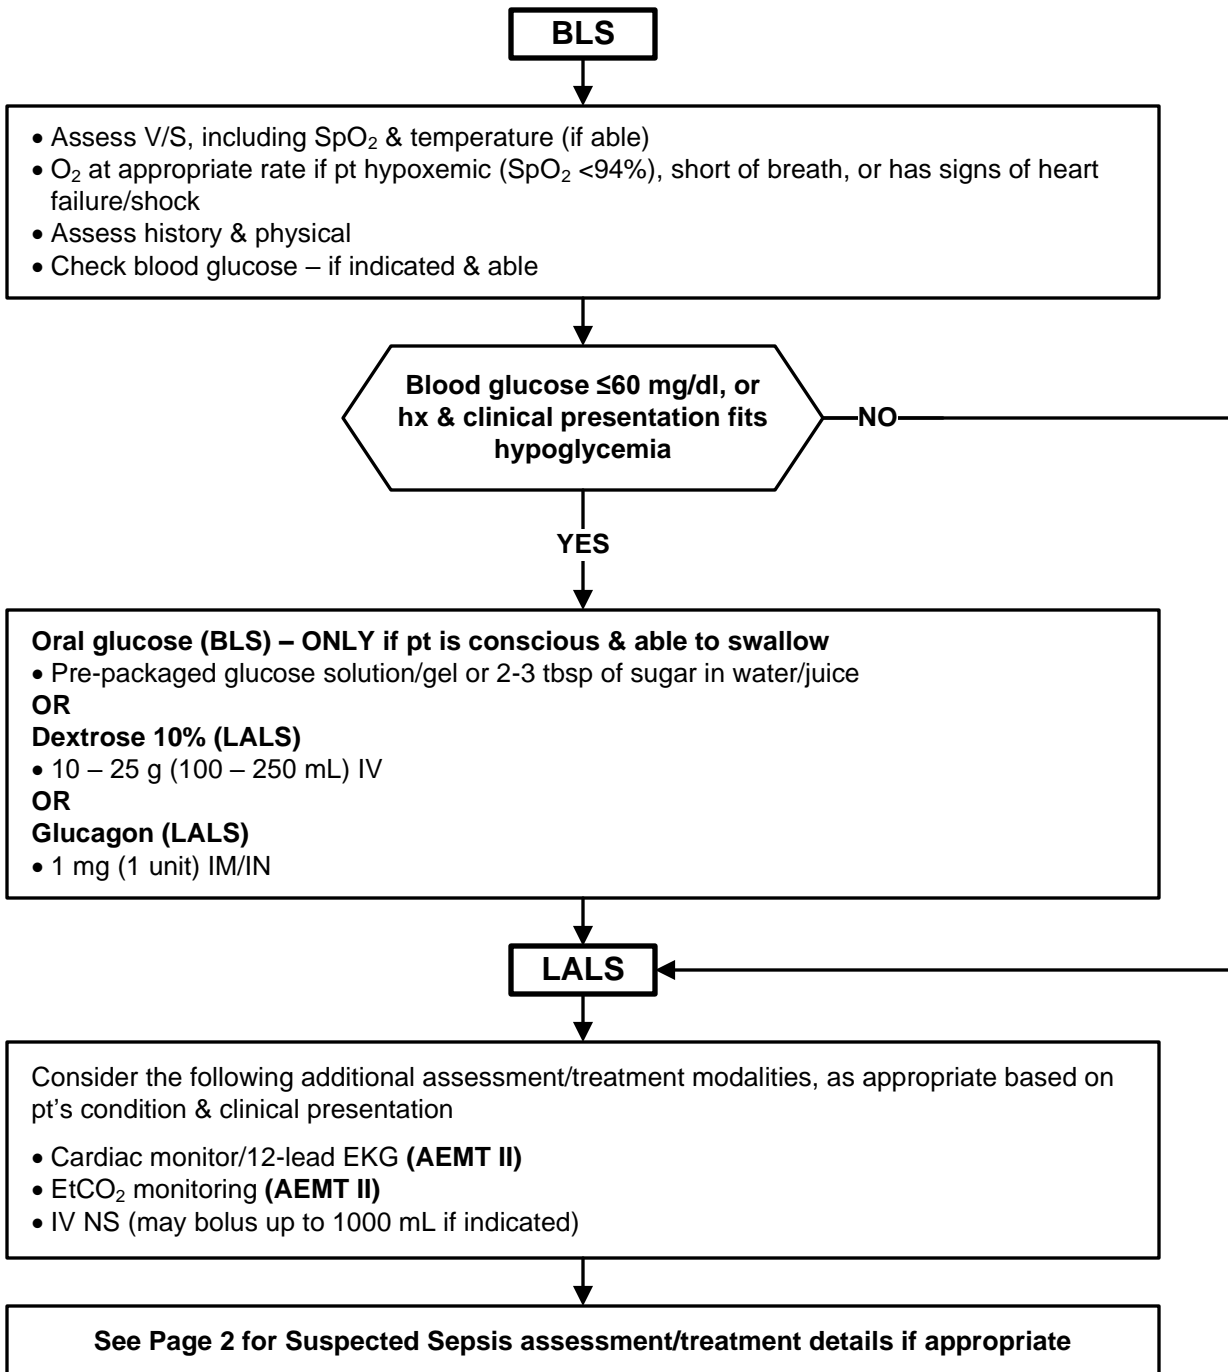 BLS
• Assess V/S, including SpO₂ & temperature (if able)
• O₂ at appropriate rate if pt hypoxemic (SpO₂ <94%), short of breath, or has signs of heart
failure/shock
• Assess history & physical
• Check blood glucose – if indicated & able
Blood glucose ≤60 mg/dl, or
hx & clinical presentation fits
hypoglycemia
NO
YES
Oral glucose (BLS) – ONLY if pt is conscious & able to swallow
• Pre-packaged glucose solution/gel or 2-3 tbsp of sugar in water/juice
OR
Dextrose 10% (LALS)
• 10 – 25 g (100 – 250 mL) IV
OR
Glucagon (LALS)
• 1 mg (1 unit) IM/IN
LALS
Consider the following additional assessment/treatment modalities, as appropriate based on
pt's condition & clinical presentation
• Cardiac monitor/12-lead EKG (AEMT II)
• EtCO₂ monitoring (AEMT II)
• IV NS (may bolus up to 1000 mL if indicated)
See Page 2 for Suspected Sepsis assessment/treatment details if appropriate